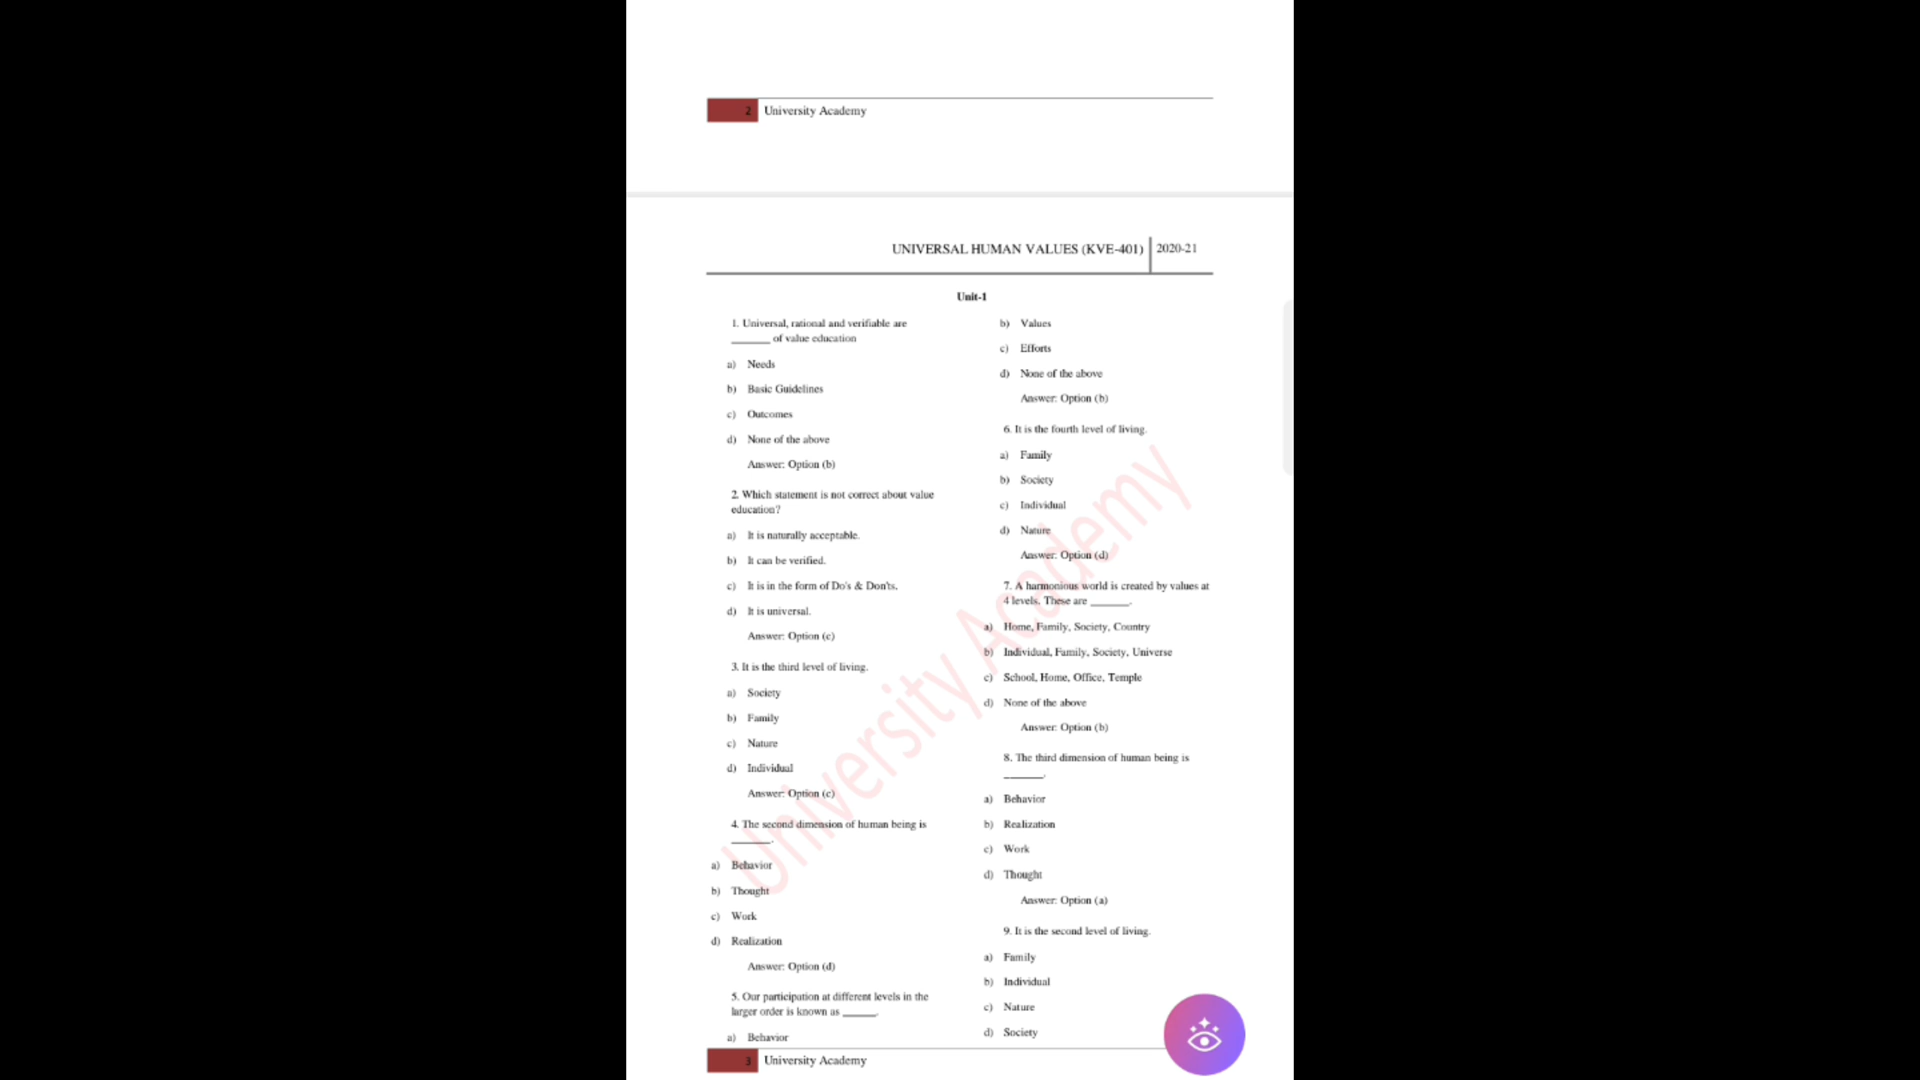 2 University Academy
UNIVERSAL HUMAN VALUES (KVE-401) 2020-21
Unit-1
1. Universal, rational and verifiable are
______ of value education
a) Needs
b) Basic Guidelines
c) Outcomes
d) None of the above
Answer: Option (b)
2. Which statement is not correct about value
education?
a) It is naturally acceptable.
b) It can be verified.
c) It is in the form of Do's & Don'ts.
d) It is universal.
Answer: Option (c)
3. It is the third level of living.
a) Society
b) Family
c) Nature
d) Individual
Answer: Option (c)
4. The second dimension of human being is
______.
a) Behavior
b) Thought
c) Work
d) Realization
Answer: Option (d)
5. Our participation at different levels in the
larger order is known as ______.
a) Behavior
b) Values
c) Efforts
d) None of the above
Answer: Option (b)
6. It is the fourth level of living.
a) Family
b) Society
c) Individual
d) Nature
Answer: Option (d)
7. A harmonious world is created by values at
4 levels. These are ______.
a) Home, Family, Society, Country
b) Individual, Family, Society, Universe
c) School, Home, Office, Temple
d) None of the above
Answer: Option (b)
8. The third dimension of human being is
______.
a) Behavior
b) Realization
c) Work
d) Thought
Answer: Option (a)
9. It is the second level of living.
a) Family
b) Individual
c) Nature
d) Society
University Academy
3 University Academy